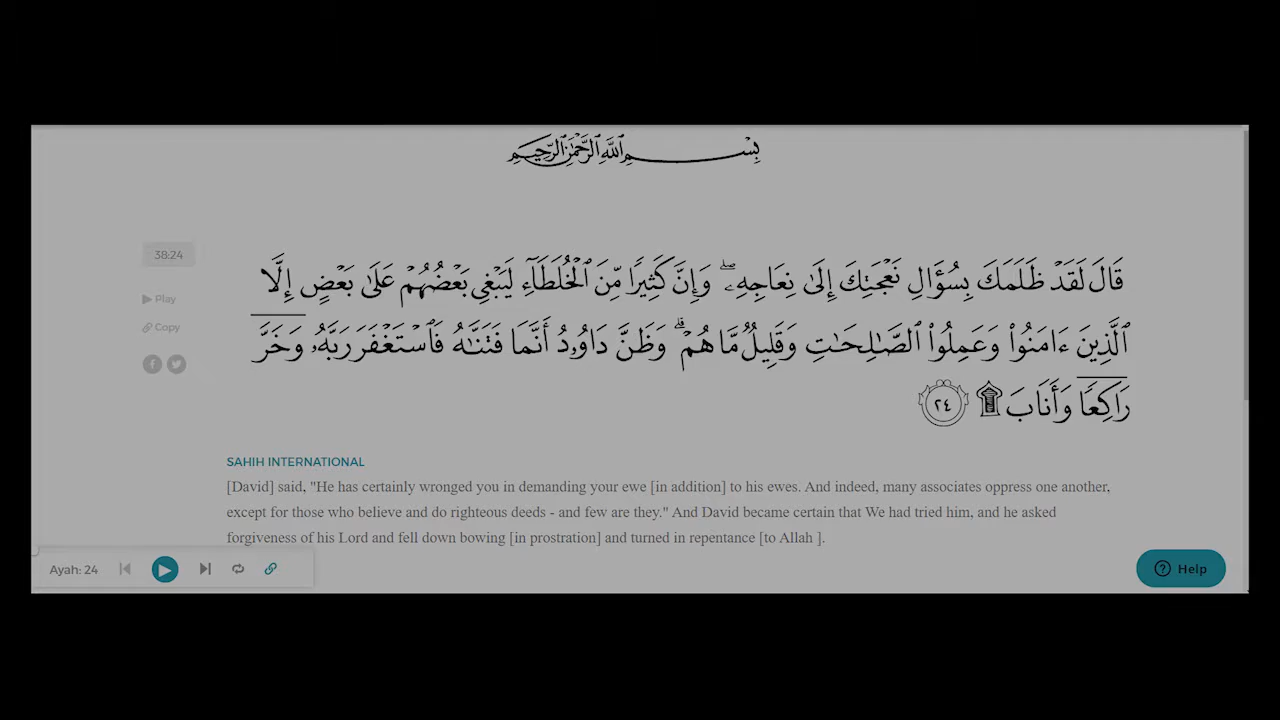 بِسْمِ ٱللَّهِ ٱلرَّحْمَٰنِ ٱلرَّحِيمِ
38:24
قَالَ لَقَدْ ظَلَمَكَ بِسُؤَالِ نَعْجَتِكَ إِلَىٰ نِعَاجِهِۦ ۖ وَإِنَّ كَثِيرًا مِّنَ ٱلْخُلَطَآءِ لَيَبْغِى بَعْضُهُمْ عَلَىٰ بَعْضٍ إِلَّا
Play
Copy
ٱلَّذِينَ ءَامَنُوا۟ وَعَمِلُوا۟ ٱلصَّـٰلِحَـٰتِ وَقَلِيلٌ مَّا هُمْ ۗ وَظَنَّ دَاوُۥدُ أَنَّمَا فَتَنَّـٰهُ فَٱسْتَغْفَرَ رَبَّهُۥ وَخَرَّ
رَاكِعًا وَأَنَابَ ۩ ٢٤
SAHIH INTERNATIONAL
[David] said, "He has certainly wronged you in demanding your ewe [in addition] to his ewes. And indeed, many associates oppress one another,
except for those who believe and do righteous deeds - and few are they." And David became certain that We had tried him, and he asked
forgiveness of his Lord and fell down bowing [in prostration] and turned in repentance [to Allah ].
Ayah: 24
Help